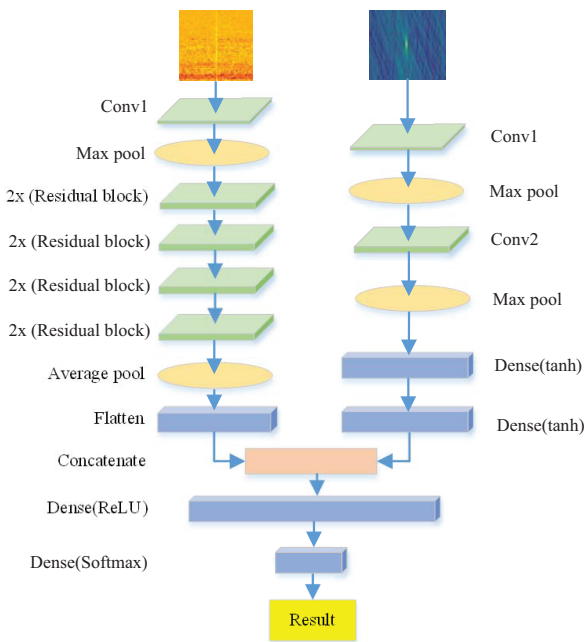 Conv1
Max pool
2x (Residual block)
2x (Residual block)
2x (Residual block)
2x (Residual block)
Average pool
Flatten
Conv1
Max pool
Conv2
Max pool
Dense(tanh)
Dense(tanh)
Concatenate
Dense(ReLU)
Dense(Softmax)
Result